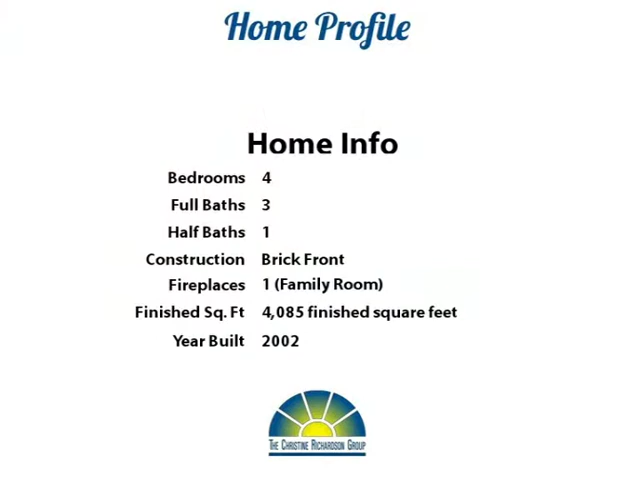 Home Profile
Home Info
Bedrooms 4
Full Baths 3
Half Baths 1
Construction Brick Front
Fireplaces 1 (Family Room)
Finished Sq. Ft 4,085 finished square feet
Year Built 2002
The Christine Richardson Group